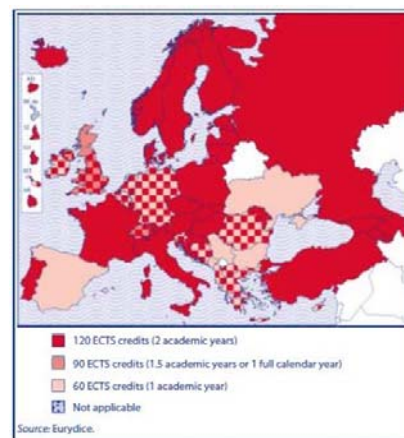 120 ECTS credits (2 academic years)
90 ECTS credits (1.5 academic years or 1 full calendar year)
60 ECTS credits (1 academic year)
Not applicable
Source: Eurydice.